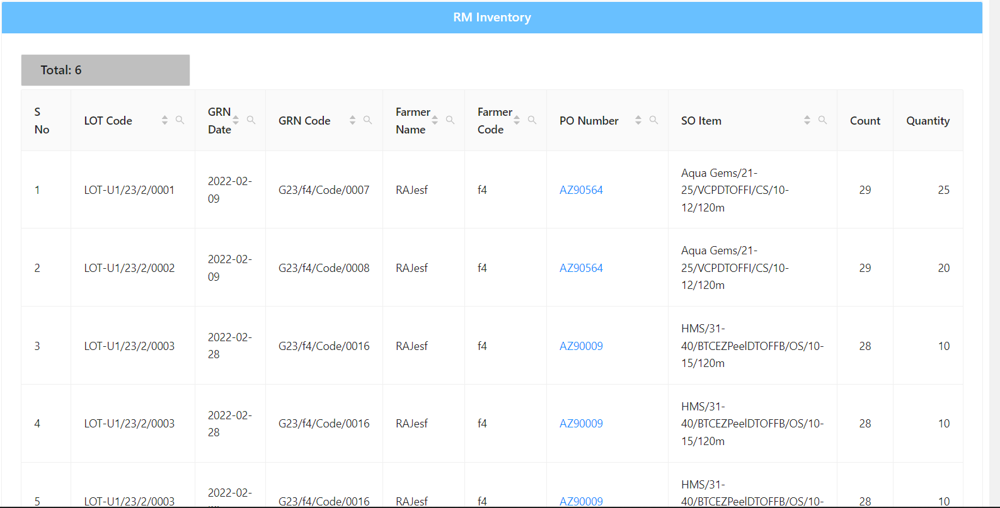 RM Inventory
Total: 6
S No LOT Code GRN Date GRN Code Farmer Name Farmer Code PO Number SO Item Count Quantity
1 LOT-U1/23/2/0001 2022-02-09 G23/f4/Code/0007 RAJesf f4 AZ90564 Aqua Gems/21-25/VCPDTOFFI/CS/10-12/120m 29 25
2 LOT-U1/23/2/0002 2022-02-09 G23/f4/Code/0008 RAJesf f4 AZ90564 Aqua Gems/21-25/VCPDTOFFI/CS/10-12/120m 29 20
3 LOT-U1/23/2/0003 2022-02-28 G23/f4/Code/0016 RAJesf f4 AZ90009 HMS/31-40/BTCEZPeelDTOFFB/OS/10-15/120m 28 10
4 LOT-U1/23/2/0003 2022-02-28 G23/f4/Code/0016 RAJesf f4 AZ90009 HMS/31-40/BTCEZPeelDTOFFB/OS/10-15/120m 28 10
5 LOT-U1/23/2/0003 2022-02- G23/f4/Code/0016 RAJesf f4 AZ90009 HMS/31-40/BTCEZPeelDTOFFB/OS/10- 28 10